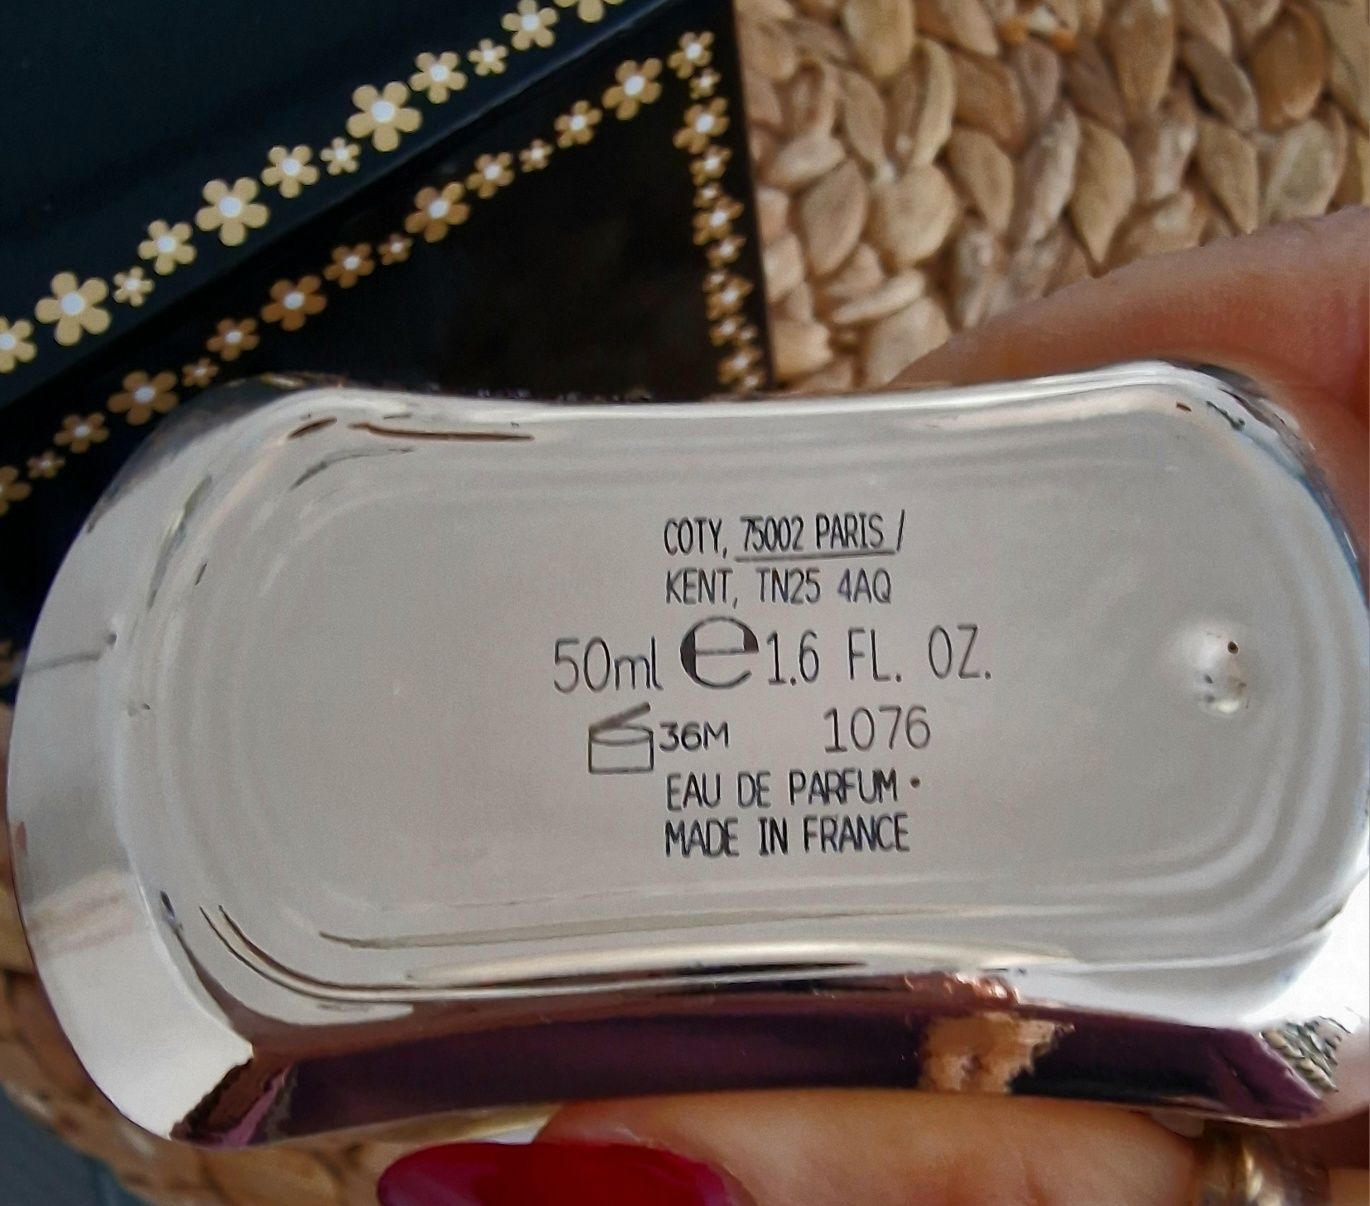 COTY, 75002 PARIS /
KENT, TN25 4AQ
50ml e 1.6 FL. OZ.
36M 1076
EAU DE PARFUM •
MADE IN FRANCE